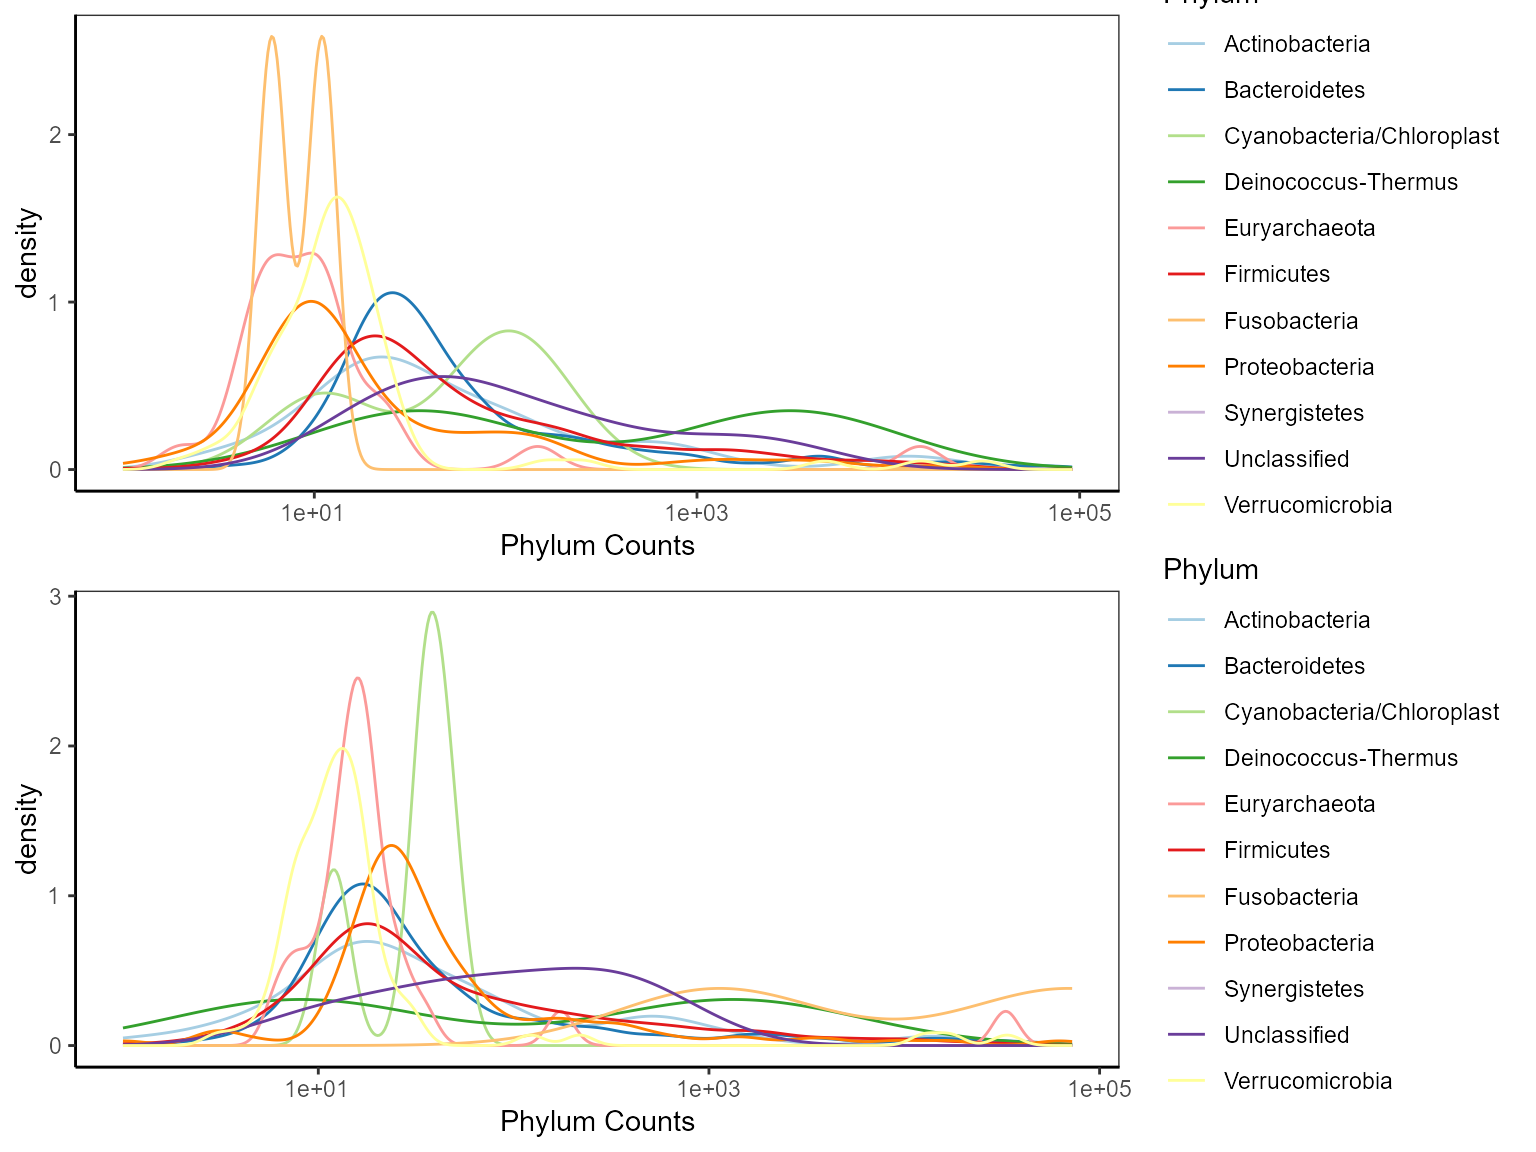 Phylum
Actinobacteria
Bacteroidetes
Cyanobacteria/Chloroplast
Deinococcus-Thermus
Euryarchaeota
Firmicutes
Fusobacteria
Proteobacteria
Synergistetes
Unclassified
Verrucomicrobia
density
2
1
0
1e+01 1e+03 1e+05
Phylum Counts
Phylum
Actinobacteria
Bacteroidetes
Cyanobacteria/Chloroplast
Deinococcus-Thermus
Euryarchaeota
Firmicutes
Fusobacteria
Proteobacteria
Synergistetes
Unclassified
Verrucomicrobia
density
3
2
1
0
1e+01 1e+03 1e+05
Phylum Counts